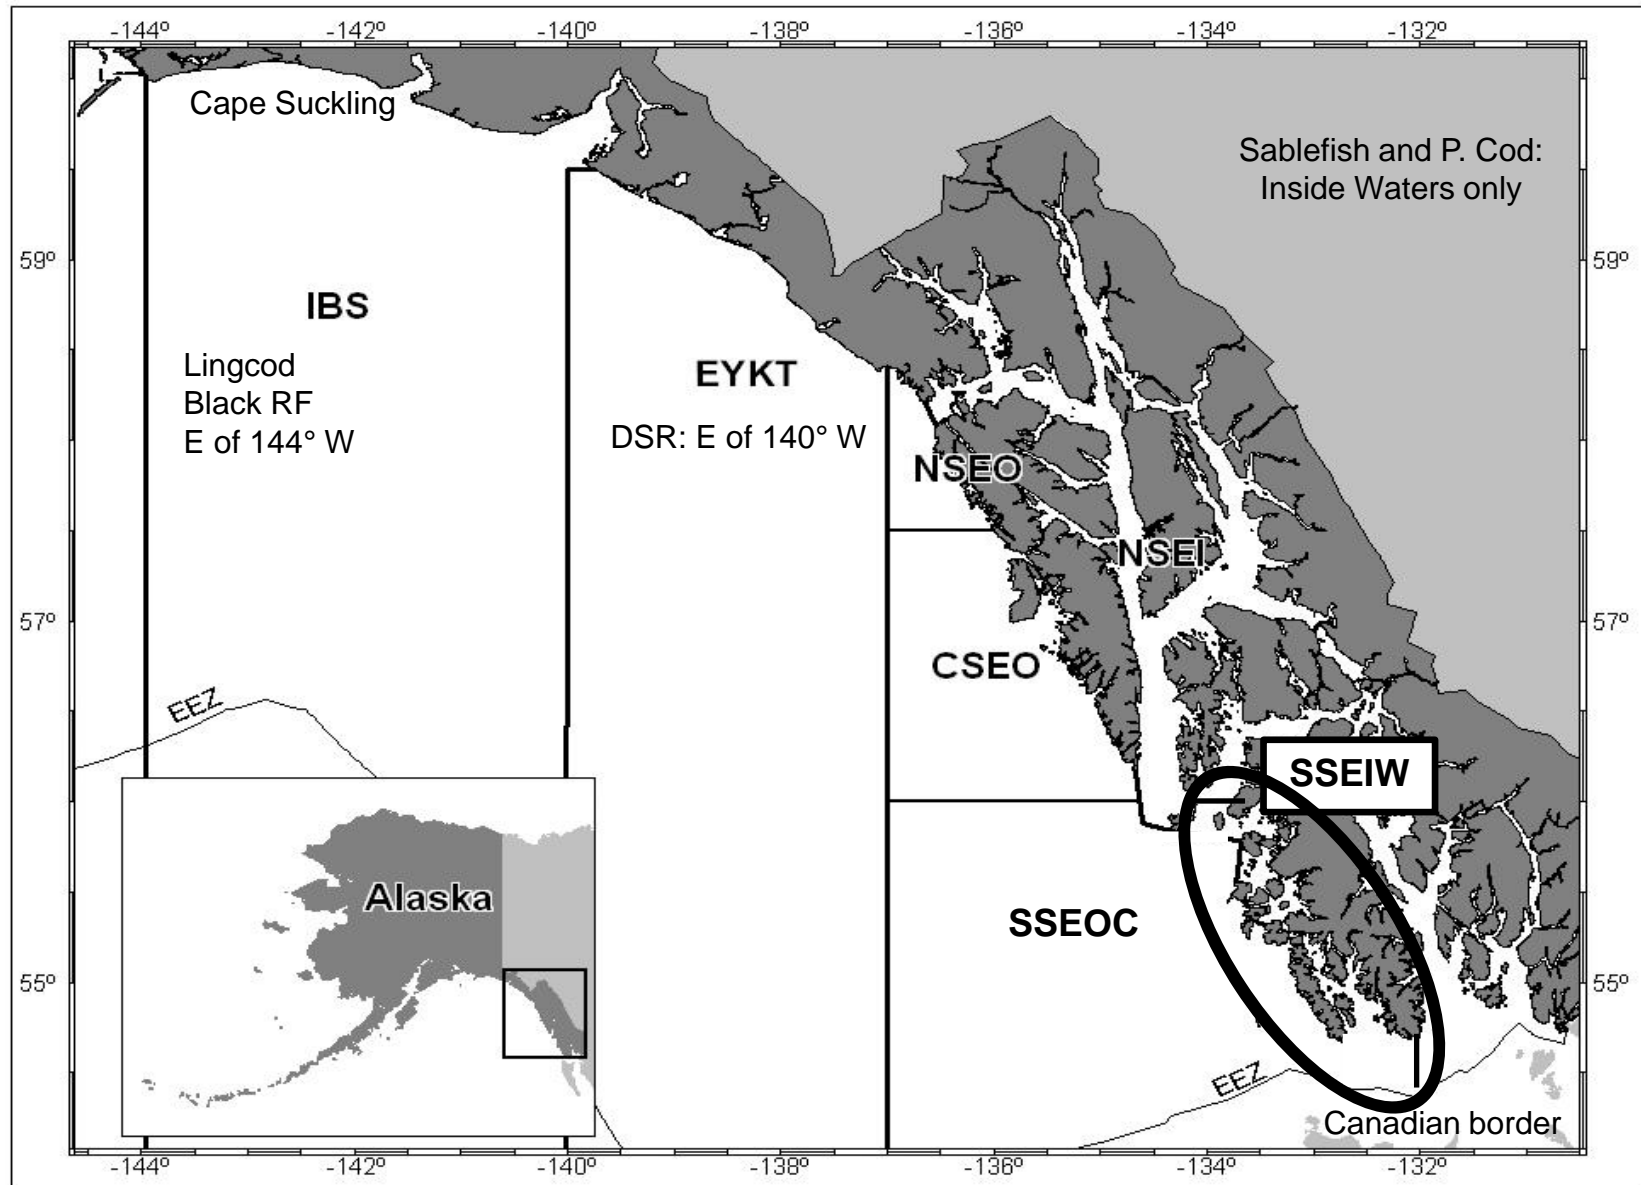 -144º -142º -140º -138º -136º -134º -132º
Cape Suckling
Sablefish and P. Cod:
Inside Waters only
59º 59º
IBS
Lingcod
Black RF
E of 144° W
EYKT
DSR: E of 140° W
NSEO
NSEI
57º 57º
CSEO
EEZ
SSEIW
Alaska
SSEOC
55º 55º
EEZ
Canadian border
-144º -142º -140º -138º -136º -134º -132º